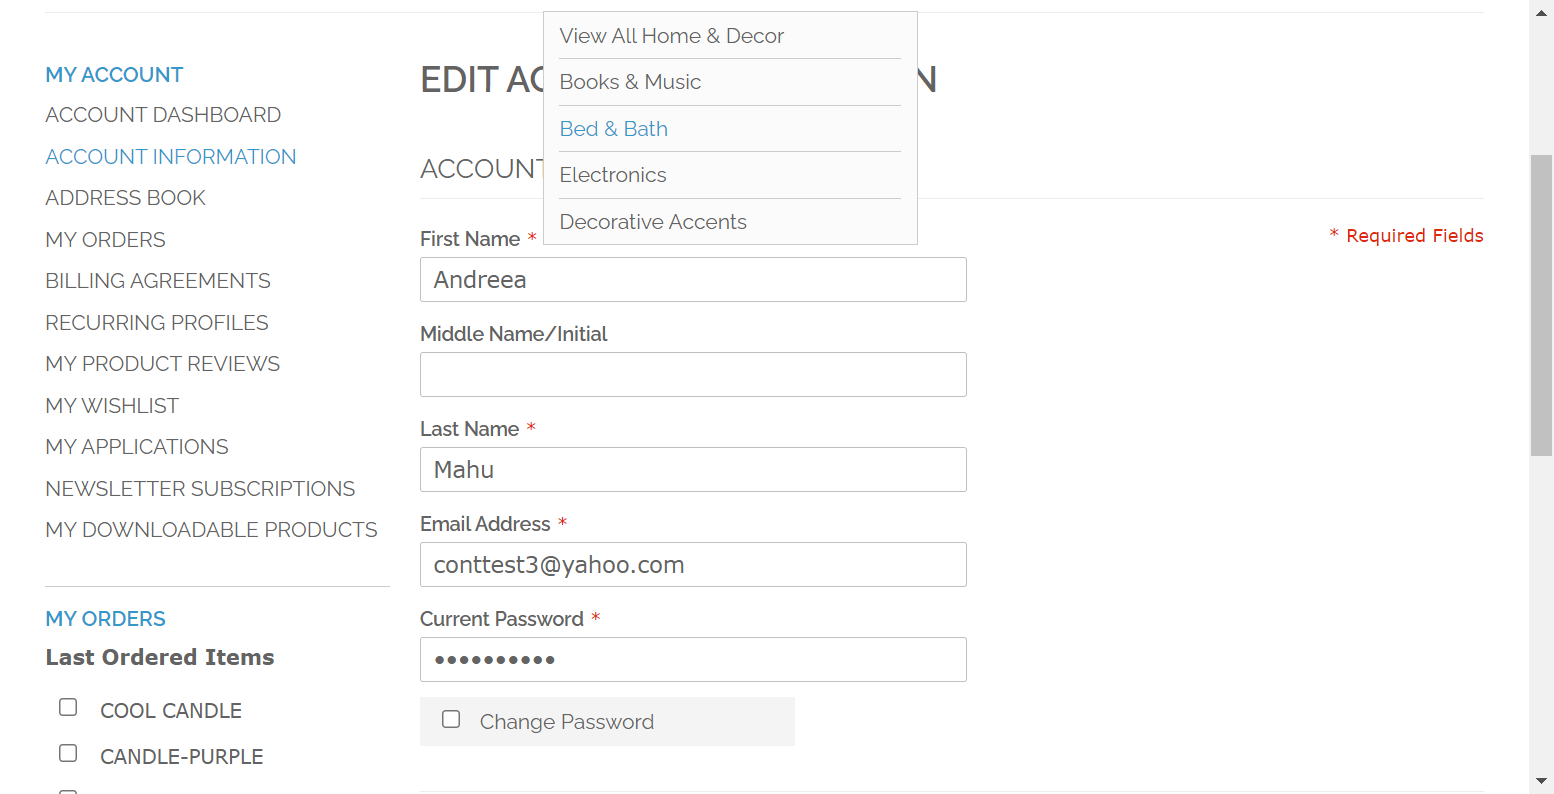 View All Home & Decor
Books & Music
Bed & Bath
Electronics
Decorative Accents
MY ACCOUNT
ACCOUNT DASHBOARD
ACCOUNT INFORMATION
ADDRESS BOOK
MY ORDERS
BILLING AGREEMENTS
RECURRING PROFILES
MY PRODUCT REVIEWS
MY WISHLIST
MY APPLICATIONS
NEWSLETTER SUBSCRIPTIONS
MY DOWNLOADABLE PRODUCTS
MY ORDERS
Last Ordered Items
COOL CANDLE
CANDLE-PURPLE
EDIT
ACCOUNT
* Required Fields
First Name *
Andreea
Middle Name/Initial
Last Name *
Mahu
Email Address *
conttest3@yahoo.com
Current Password *
••••••••••
Change Password